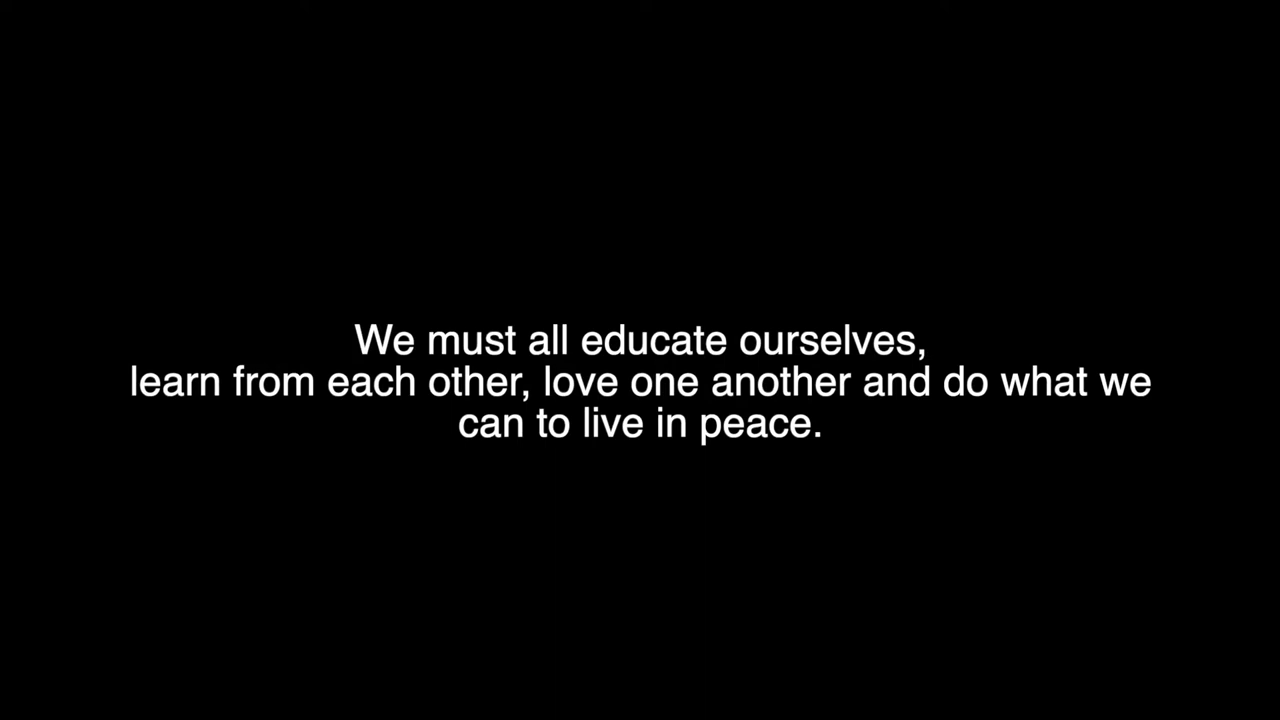 We must all educate ourselves,
learn from each other, love one another and do what we
can to live in peace.